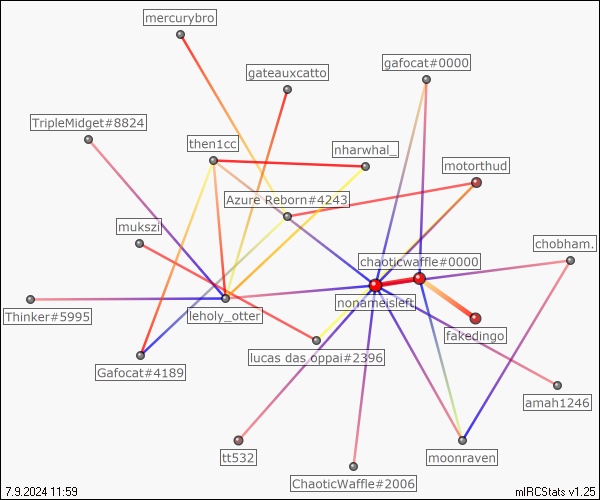 mercurybro
gafocat#0000
gateauxcatto
TripleMidget#8824
then1cc
nharwhal_
motorthud
Azure Reborn#4243
mukszi
chobham.
chaoticwaffle#0000
nonameisleft
Thinker#5995
leholy_otter
fakedingo
lucas das oppai#2396
Gafocat#4189
amah1246
tt532
moonraven
ChaoticWaffle#2006
7.9.2024 11:59
mIRCStats v1.25